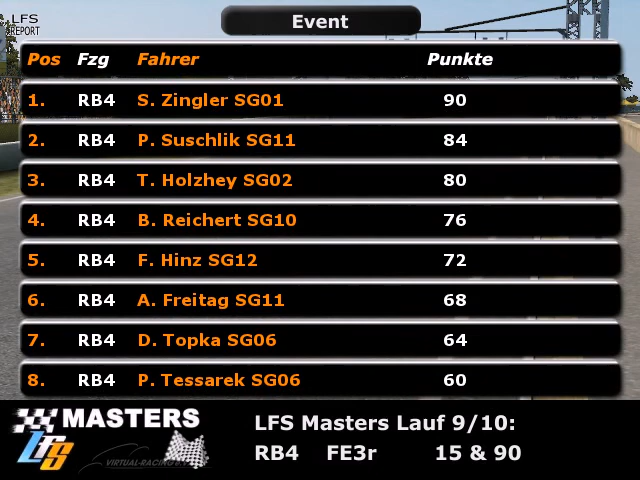 LFS
REPORT
Event
Pos Fzg Fahrer Punkte
1. RB4 S. Zingler SG01 90
2. RB4 P. Suschlik SG11 84
3. RB4 T. Holzhey SG02 80
4. RB4 B. Reichert SG10 76
5. RB4 F. Hinz SG12 72
6. RB4 A. Freitag SG11 68
7. RB4 D. Topka SG06 64
8. RB4 P. Tessarek SG06 60
MASTERS
LFS
LFS Masters Lauf 9/10:
RB4 FE3r 15 & 90